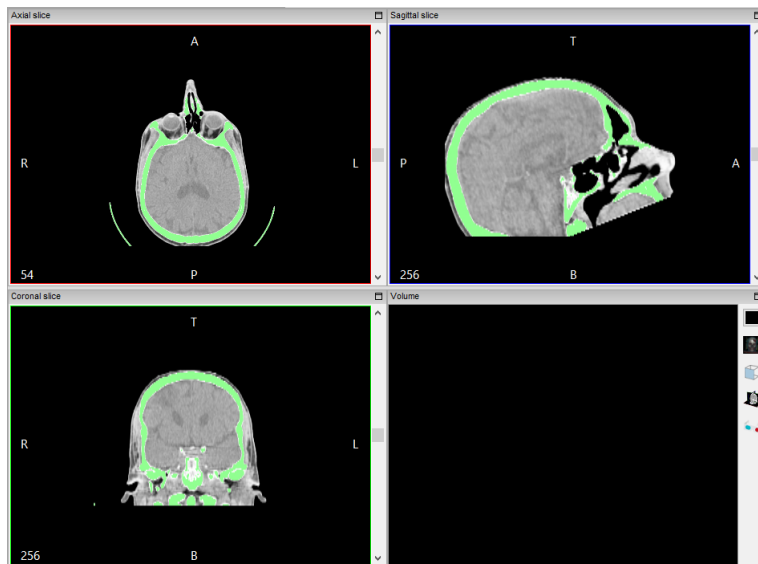 Axial slice
A
R
L
54
P
Sagittal slice
T
P
A
256
B
Coronal slice
T
R
L
256
B
Volume